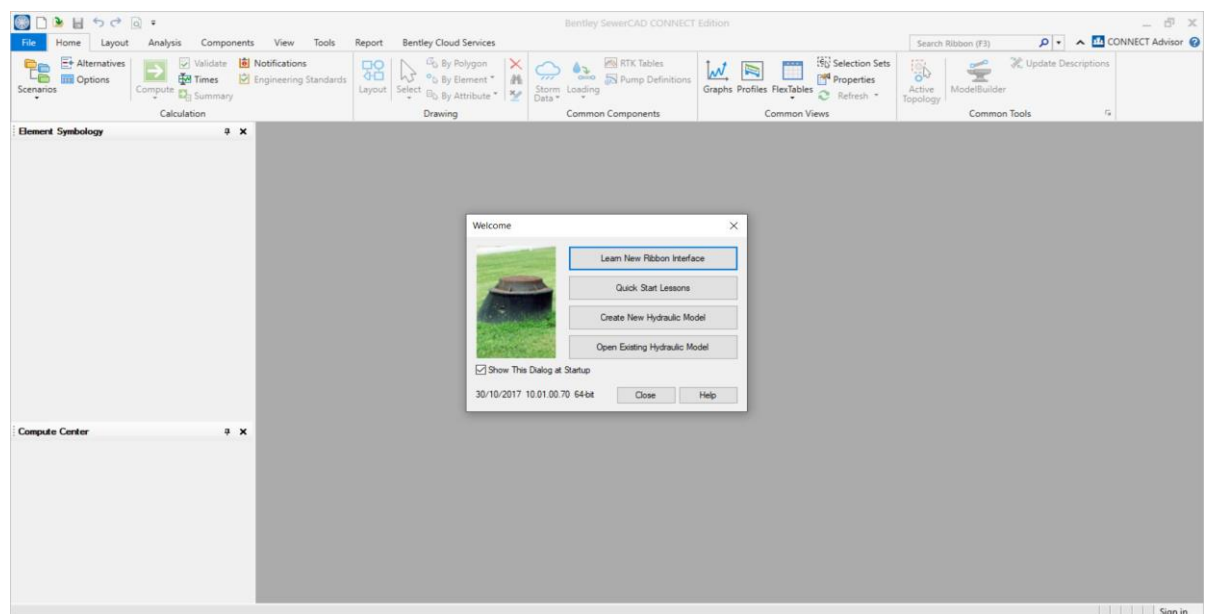 Bentley SewerCAD CONNECT Edition
File Home Layout Analysis Components View Tools Report Bentley Cloud Services Search Ribbon (F3) CONNECT Advisor
Scenarios
Alternatives
Options
Compute
Validate
Times
Summary
Notifications
Engineering Standards
Calculation
Layout
Select
By Polygon
By Element
By Attribute
Drawing
Storm Data
Loading
RTK Tables
Pump Definitions
Common Components
Graphs
Profiles
FlexTables
Selection Sets
Properties
Refresh
Common Views
Active Topology
ModelBuilder
Update Descriptions
Common Tools
Element Symbology
Welcome
Learn New Ribbon Interface
Quick Start Lessons
Create New Hydraulic Model
Open Existing Hydraulic Model
Show This Dialog at Startup
30/10/2017 10.01.00.70 64-bit
Close
Help
Compute Center
Sign in